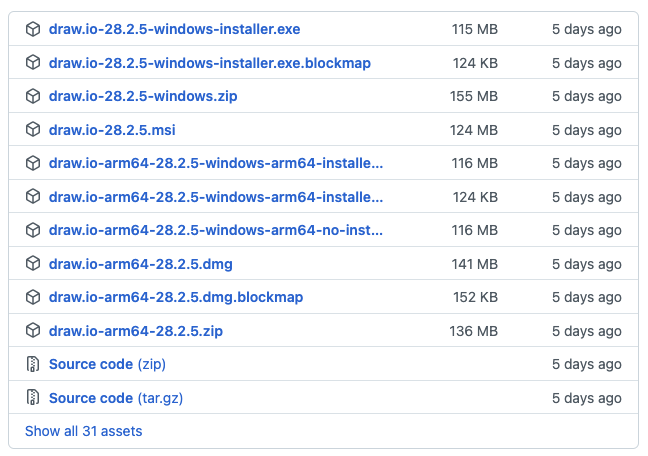 draw.io-28.2.5-windows-installer.exe 115 MB 5 days ago
draw.io-28.2.5-windows-installer.exe.blockmap 124 KB 5 days ago
draw.io-28.2.5-windows.zip 155 MB 5 days ago
draw.io-28.2.5.msi 124 MB 5 days ago
draw.io-arm64-28.2.5-windows-arm64-installe... 116 MB 5 days ago
draw.io-arm64-28.2.5-windows-arm64-installe... 124 KB 5 days ago
draw.io-arm64-28.2.5-windows-arm64-no-inst... 116 MB 5 days ago
draw.io-arm64-28.2.5.dmg 141 MB 5 days ago
draw.io-arm64-28.2.5.dmg.blockmap 152 KB 5 days ago
draw.io-arm64-28.2.5.zip 136 MB 5 days ago
Source code (zip) 5 days ago
Source code (tar.gz) 5 days ago
Show all 31 assets